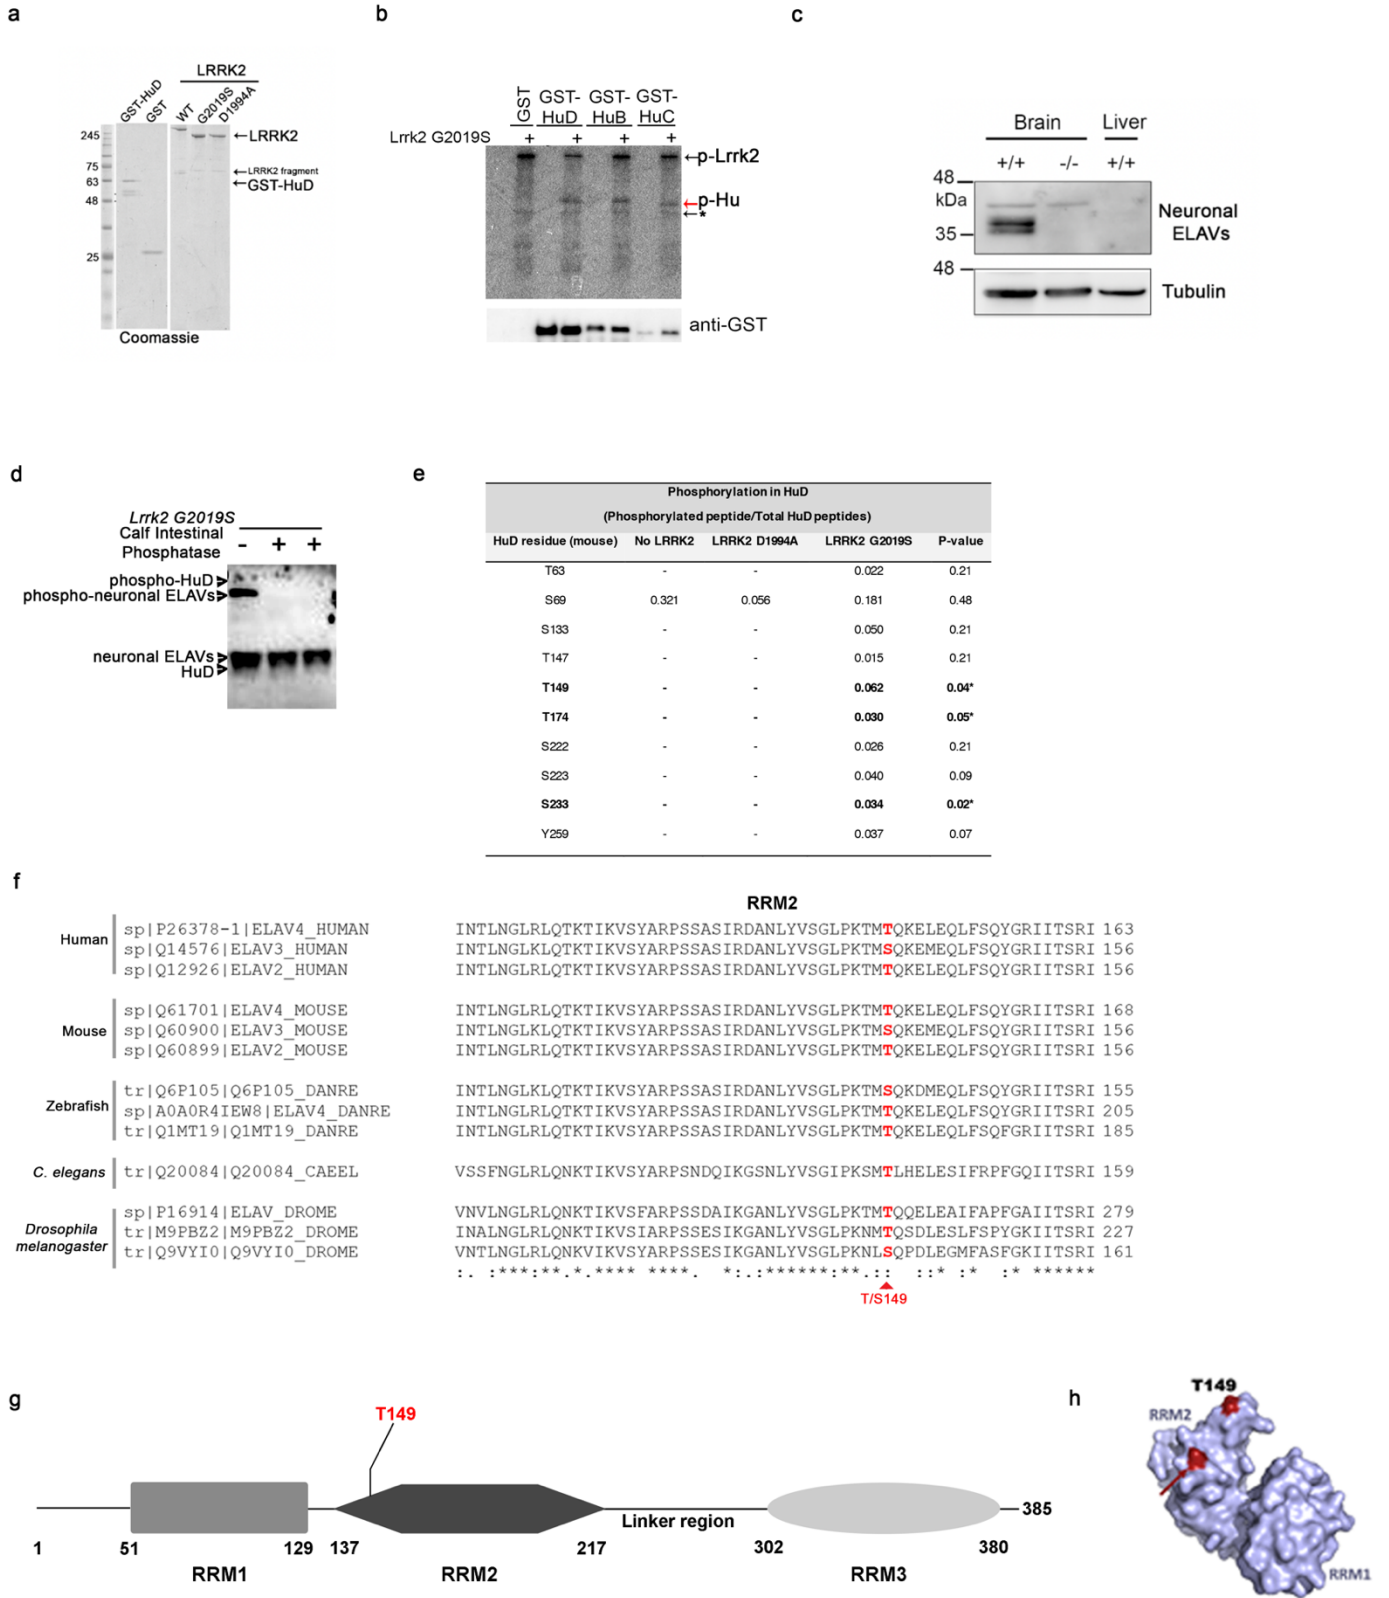 a
LRRK2
GST-HuD
GST
WT
G2019S
D1994A
245
75
63
48
25
←LRRK2
←LRRK2 fragment
←GST-HuD
Coomassie
b
GST
GST-HuD
GST-HuB
GST-HuC
Lrrk2 G2019S + + + +
←p-Lrrk2
←p-Hu
←*
anti-GST
c
Brain Liver
+/+ -/- +/+
48
kDa
35
48
Neuronal
ELAVs
Tubulin
d
Lrrk2 G2019S
Calf Intestinal
Phosphatase - + +
phospho-HuD
phospho-neuronal ELAVs
neuronal ELAVs
HuD
e
Phosphorylation in HuD
(Phosphorylated peptide/Total HuD peptides)
HuD residue (mouse) No LRRK2 LRRK2 D1994A LRRK2 G2019S P-value
T63 - - 0.022 0.21
S69 0.321 0.056 0.181 0.48
S133 - - 0.050 0.21
T147 - - 0.015 0.21
T149 - - 0.062 0.04*
T174 - - 0.030 0.05*
S222 - - 0.026 0.21
S223 - - 0.040 0.09
S233 - - 0.034 0.02*
Y259 - - 0.037 0.07
f
RRM2
Human
sp|P26378-1|ELAV4_HUMAN INTLNGLRLQTKTIKVSYARPSSASIRDANLYVSGLPKTMTQKELEQLFSQYGRIITSRI 163
sp|Q14576|ELAV3_HUMAN INTLNGLKLQTKTIKVSYARPSSASIRDANLYVSGLPKTMSQKEMEQLFSQYGRIITSRI 156
sp|Q12926|ELAV2_HUMAN INTLNGLRLQTKTIKVSYARPSSASIRDANLYVSGLPKTMTQKELEQLFSQYGRIITSRI 156
Mouse
sp|Q61701|ELAV4_MOUSE INTLNGLRLQTKTIKVSYARPSSASIRDANLYVSGLPKTMTQKELEQLFSQYGRIITSRI 168
sp|Q60900|ELAV3_MOUSE INTLNGLKLQTKTIKVSYARPSSASIRDANLYVSGLPKTMSQKEMEQLFSQYGRIITSRI 156
sp|Q60899|ELAV2_MOUSE INTLNGLRLQTKTIKVSYARPSSASIRDANLYVSGLPKTMTQKELEQLFSQYGRIITSRI 156
Zebrafish
tr|Q6P105|Q6P105_DANRE INTLNGLKLQTKTIKVSYARPSSASIRDANLYVSGLPKTMSQKDMEQLFSQYGRIITSRI 155
sp|A0A0R4IEW8|ELAV4_DANRE INTLNGLRLQTKTIKVSYARPSSASIRDANLYVSGLPKTMTQKELEQLFSQYGRIITSRI 205
tr|Q1MT19|Q1MT19_DANRE INTLNGLRLQTKTIKVSYARPSSASIRDANLYVSGLPKTMTQKELEQLFSQFGRIITSRI 185
C. elegans
tr|Q20084|Q20084_CAEEL VSSFNGLRLQNKTIKVSYARPSNDQIKGSNLYVSGIPKSMTLHELESIFRPFGQIITSRI 159
Drosophila
melanogaster
sp|P16914|ELAV_DROME VNVLNGLRLQNKTIKVSFARPSSDAIKGANLYVSGLPKTMTQQELEAIFAPFGAIITSRI 279
tr|M9PBZ2|M9PBZ2_DROME INALNGLRLQNKTIKVSIARPSSESIKGANLYVSGLPKNMTQSDLESLFSPYGKIITSRI 227
tr|Q9VYI0|Q9VYI0_DROME VNTLNGLRLQNKVIKVSIARPSSESIKGANLYVSGLPKNLSQPDLEGMFASFGKIITSRI 161
:. :***:**.*.**** ****. *:.:******:**.:: ::* :* :* ******
T/S149
g
T149
1 51 129 137 217 302 380 385
Linker region
RRM1 RRM2 RRM3
h
T149
RRM2
RRM1